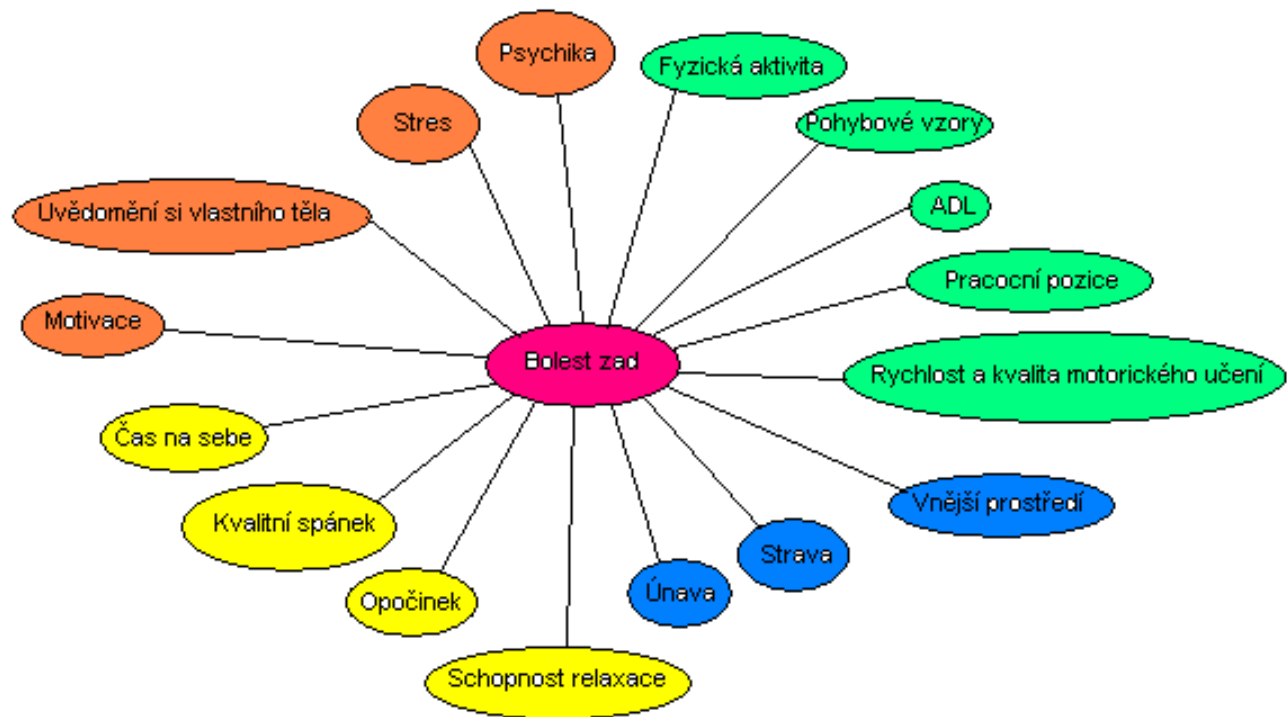 Psychika
Fyzická aktivita
Stres
Pohybové vzory
Uvědomění si vlastního těla
ADL
Pracocní pozice
Motivace
Bolest zad
Rychlost a kvalita motorického učení
Čas na sebe
Vnější prostředí
Kvalitní spánek
Strava
Opočinek
Únava
Schopnost relaxace